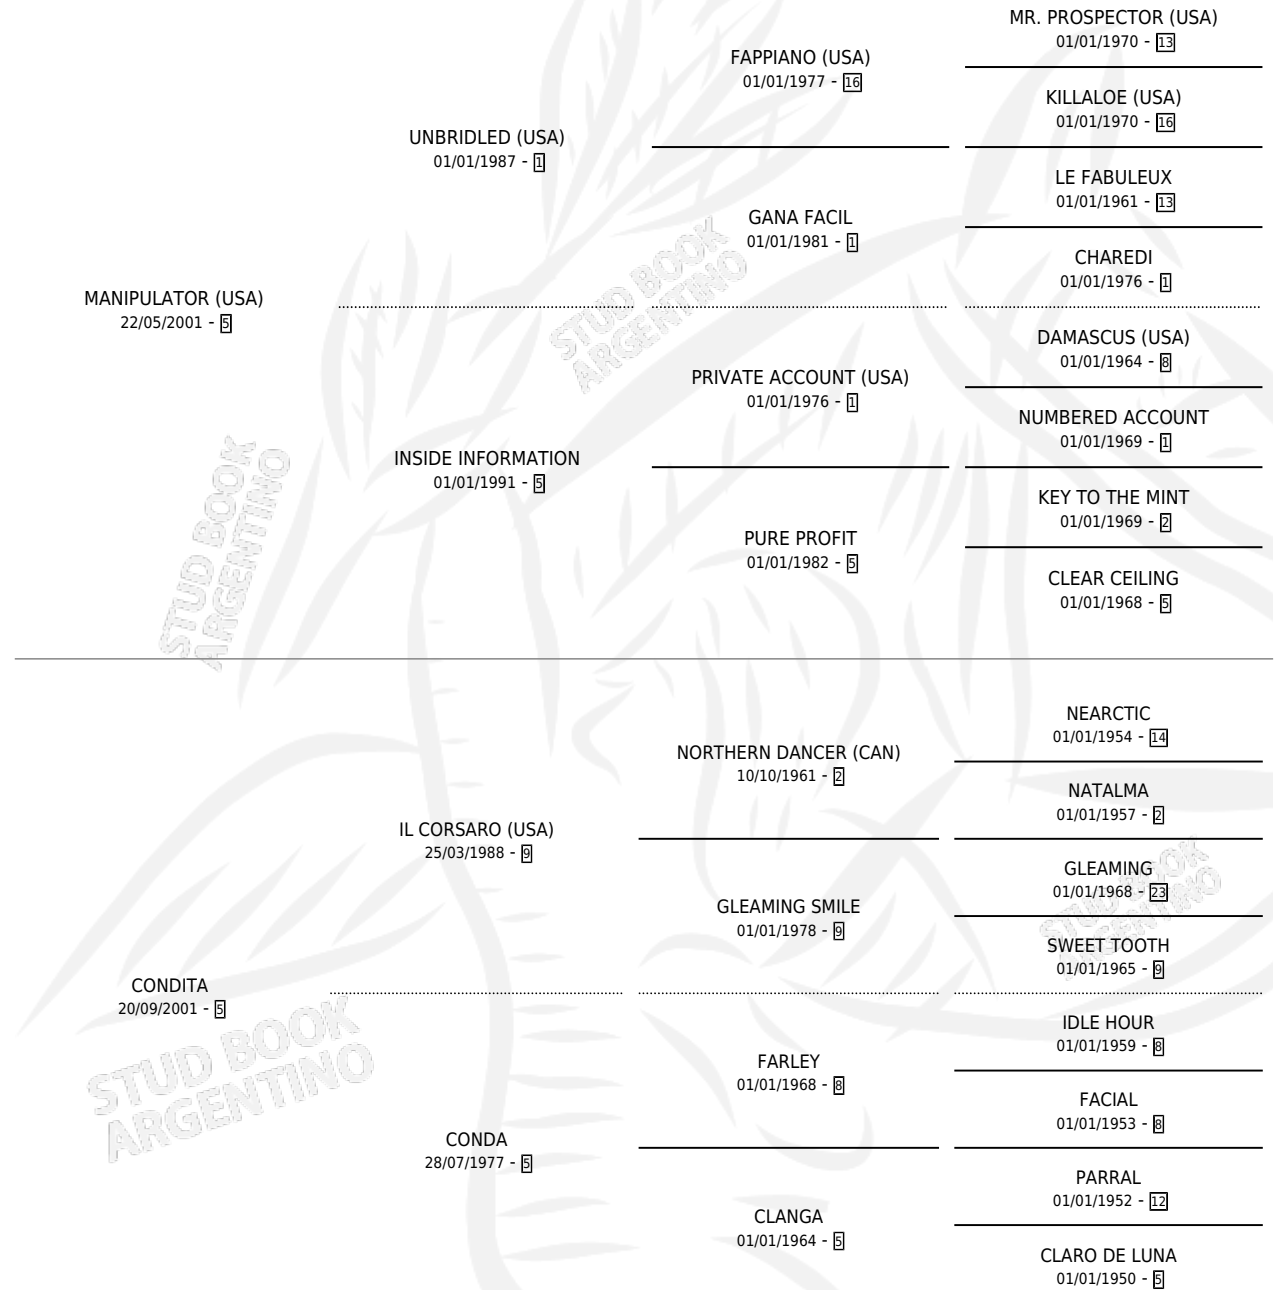 MR. PROSPECTOR (USA)
01/01/1970 - 13
FAPPIANO (USA)
01/01/1977 - 16
KILLALOE (USA)
01/01/1970 - 16
UNBRIDLED (USA)
01/01/1987 - 1
LE FABULEUX
01/01/1961 - 13
GANA FACIL
01/01/1981 - 1
CHAREDI
01/01/1976 - 1
MANIPULATOR (USA)
22/05/2001 - 5
STUD BOOK
ARGENTINO
DAMASCUS (USA)
01/01/1964 - 8
PRIVATE ACCOUNT (USA)
01/01/1976 - 1
NUMBERED ACCOUNT
01/01/1969 - 1
INSIDE INFORMATION
01/01/1991 - 5
KEY TO THE MINT
01/01/1969 - 2
PURE PROFIT
01/01/1982 - 5
CLEAR CEILING
01/01/1968 - 5
STUD BOOK
ARGENTINO
NEARCTIC
01/01/1954 - 14
NORTHERN DANCER (CAN)
10/10/1961 - 2
NATALMA
01/01/1957 - 2
IL CORSARO (USA)
25/03/1988 - 9
GLEAMING
01/01/1968 - 23
GLEAMING SMILE
01/01/1978 - 9
STUD BOOK
ARGENTINO
SWEET TOOTH
01/01/1965 - 9
CONDITA
20/09/2001 - 5
STUD BOOK
ARGENTINO
IDLE HOUR
01/01/1959 - 8
FARLEY
01/01/1968 - 8
FACIAL
01/01/1953 - 8
CONDA
28/07/1977 - 5
PARRAL
01/01/1952 - 12
CLANGA
01/01/1964 - 5
CLARO DE LUNA
01/01/1950 - 5